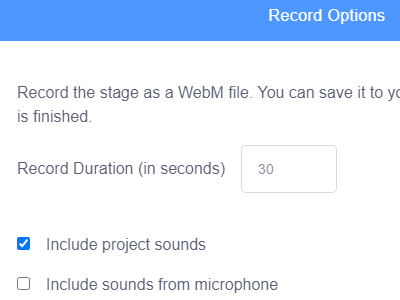 Record Options
Record the stage as a WebM file. You can save it to
is finished.
Record Duration (in seconds)
30
Include project sounds
Include sounds from microphone